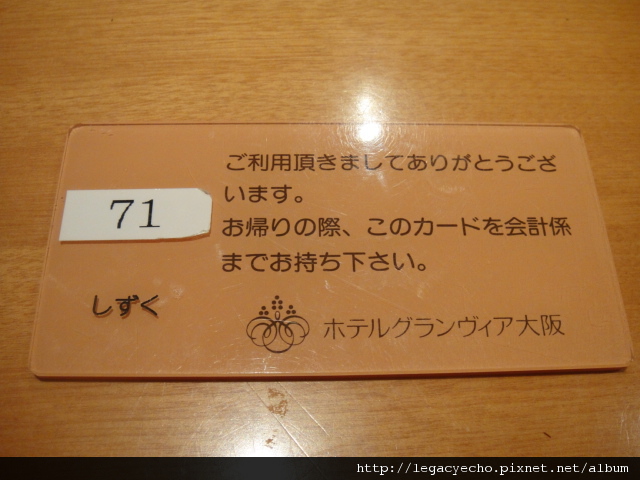 ご利用頂きましてありがとうござ
います。
71
お帰りの際、このカードを会計係
までお持ち下さい。
しずく
ホテルグランヴィア大阪
http://legacyecho.pixnet.net/album